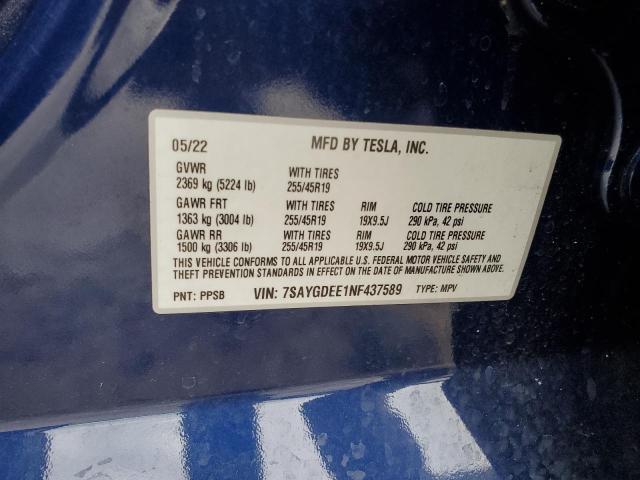 05/22 MFD BY TESLA, INC.
GVWR WITH TIRES
2369 kg (5224 lb) 255/45R19
GAWR FRT WITH TIRES RIM COLD TIRE PRESSURE
1363 kg (3004 lb) 255/45R19 19X9.5J 290 kPa, 42 psi
GAWR RR WITH TIRES RIM COLD TIRE PRESSURE
1500 kg (3306 lb) 255/45R19 19X9.5J 290 kPa, 42 psi
THIS VEHICLE CONFORMS TO ALL APPLICABLE U.S. FEDERAL MOTOR VEHICLE SAFETY AND
THEFT PREVENTION STANDARDS IN EFFECT ON THE DATE OF MANUFACTURE SHOWN ABOVE.
PNT: PPSB VIN: 7SAYGDEE1NF437589 TYPE: MPV